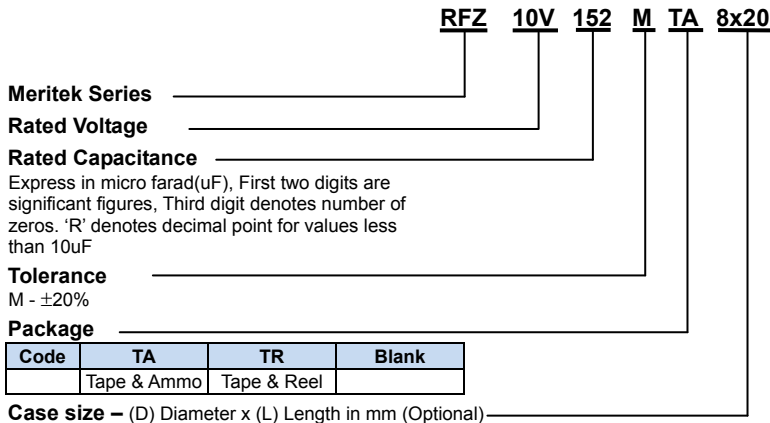 RFZ 10V 152 M TA 8x20
Meritek Series
Rated Voltage
Rated Capacitance
Express in micro farad(uF), First two digits are
significant figures, Third digit denotes number of
zeros. ‘R’ denotes decimal point for values less
than 10uF
Tolerance
M - ±20%
Package
Code TA TR Blank
Tape & Ammo Tape & Reel
Case size – (D) Diameter x (L) Length in mm (Optional)